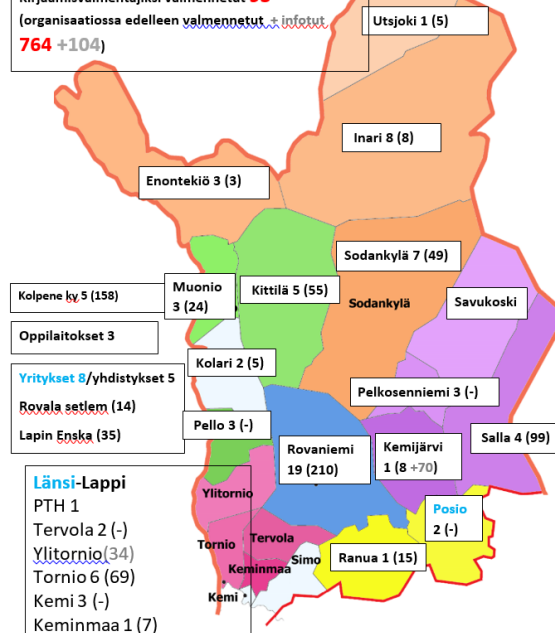 (organisaatiossa edelleen valmennetut + infotut
764 +104)
Utsjoki 1 (5)
Inari 8 (8)
Enontekiö 3 (3)
Sodankylä 7 (49)
Kolpene ky 5 (158)
Muonio
3 (24)
Kittilä 5 (55)
Sodankylä
Savukoski
Oppilaitokset 3
Kolari 2 (5)
Yritykset 8/yhdistykset 5
Rovala setlem (14)
Lapin Enska (35)
Pelkosenniemi 3 (-)
Pello 3 (-)
Rovaniemi
19 (210)
Kemijärvi
1 (8 +70)
Salla 4 (99)
Länsi-Lappi
PTH 1
Tervola 2 (-)
Ylitornio(34)
Tornio 6 (69)
Kemi 3 (-)
Keminmaa 1 (7)
Ylitornio
Posio
2 (-)
Tornio
Tervola
Simo
Ranua 1 (15)
Keminmaa
Kemi